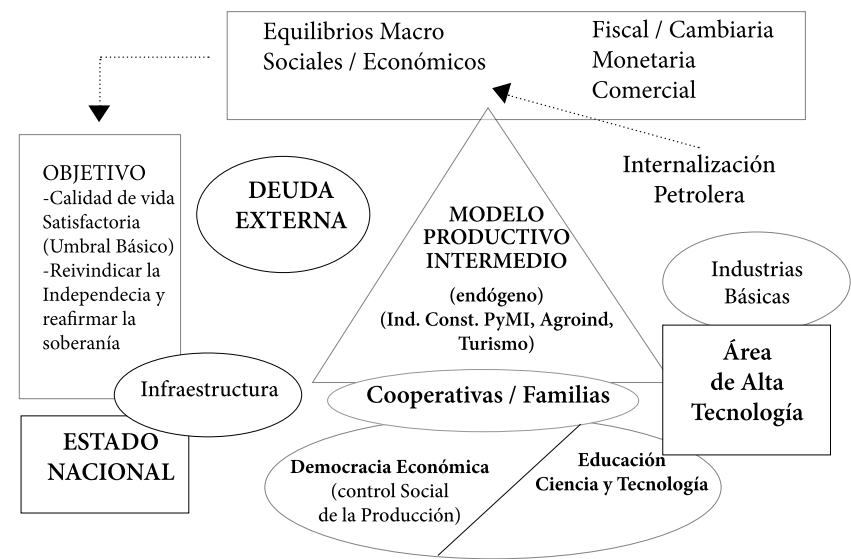 Equilibrios Macro
Sociales / Económicos
Fiscal / Cambiaria
Monetaria
Comercial
Internalización
Petrolera
OBJETIVO
-Calidad de vida
Satisfactoria
(Umbral Básico)
-Reivindicar la
Independecia y
reafirmar la
soberanía
DEUDA
EXTERNA
MODELO
PRODUCTIVO
INTERMEDIO
(endógeno)
(Ind. Const. PyMI, Agroind,
Turismo)
Industrias
Básicas
Área
de Alta
Tecnología
Infraestructura
Cooperativas / Familias
ESTADO
NACIONAL
Democracia Económica
(control Social
de la Producción)
Educación
Ciencia y Tecnología